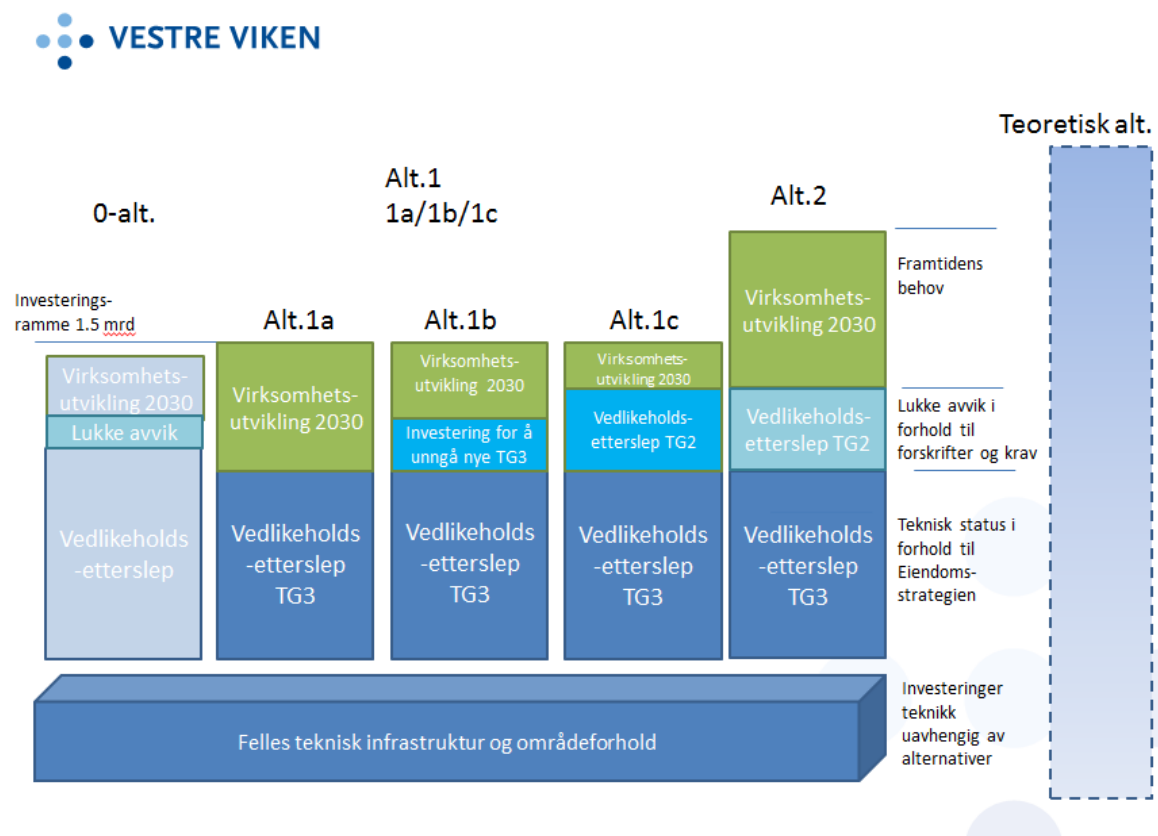 VESTRE VIKEN
Teoretisk alt.
Alt.1
1a/1b/1c
0-alt.
Alt.2
Investerings-
ramme 1.5 mrd
Alt.1a
Alt.1b
Alt.1c
Virksomhets-
utvikling 2030
Lukke avvik
Vedlikeholds
-etterslep
Virksomhets-
utvikling 2030
Vedlikeholds
-etterslep
TG3
Virksomhets-
utvikling 2030
Investering for å
unngå nye TG3
Vedlikeholds
-etterslep
TG3
Virksomhets-
utvikling 2030
Vedlikeholds-
etterslep TG2
Vedlikeholds
-etterslep
TG3
Virksomhets-
utvikling 2030
Vedlikeholds-
etterslep TG2
Vedlikeholds
-etterslep
TG3
Framtidens
behov
Lukke avvik i
forhold til
forskrifter og krav
Teknisk status i
forhold til
Eiendoms-
strategien
Felles teknisk infrastruktur og områdeforhold
Investeringer
teknikk
uavhengig av
alternativer